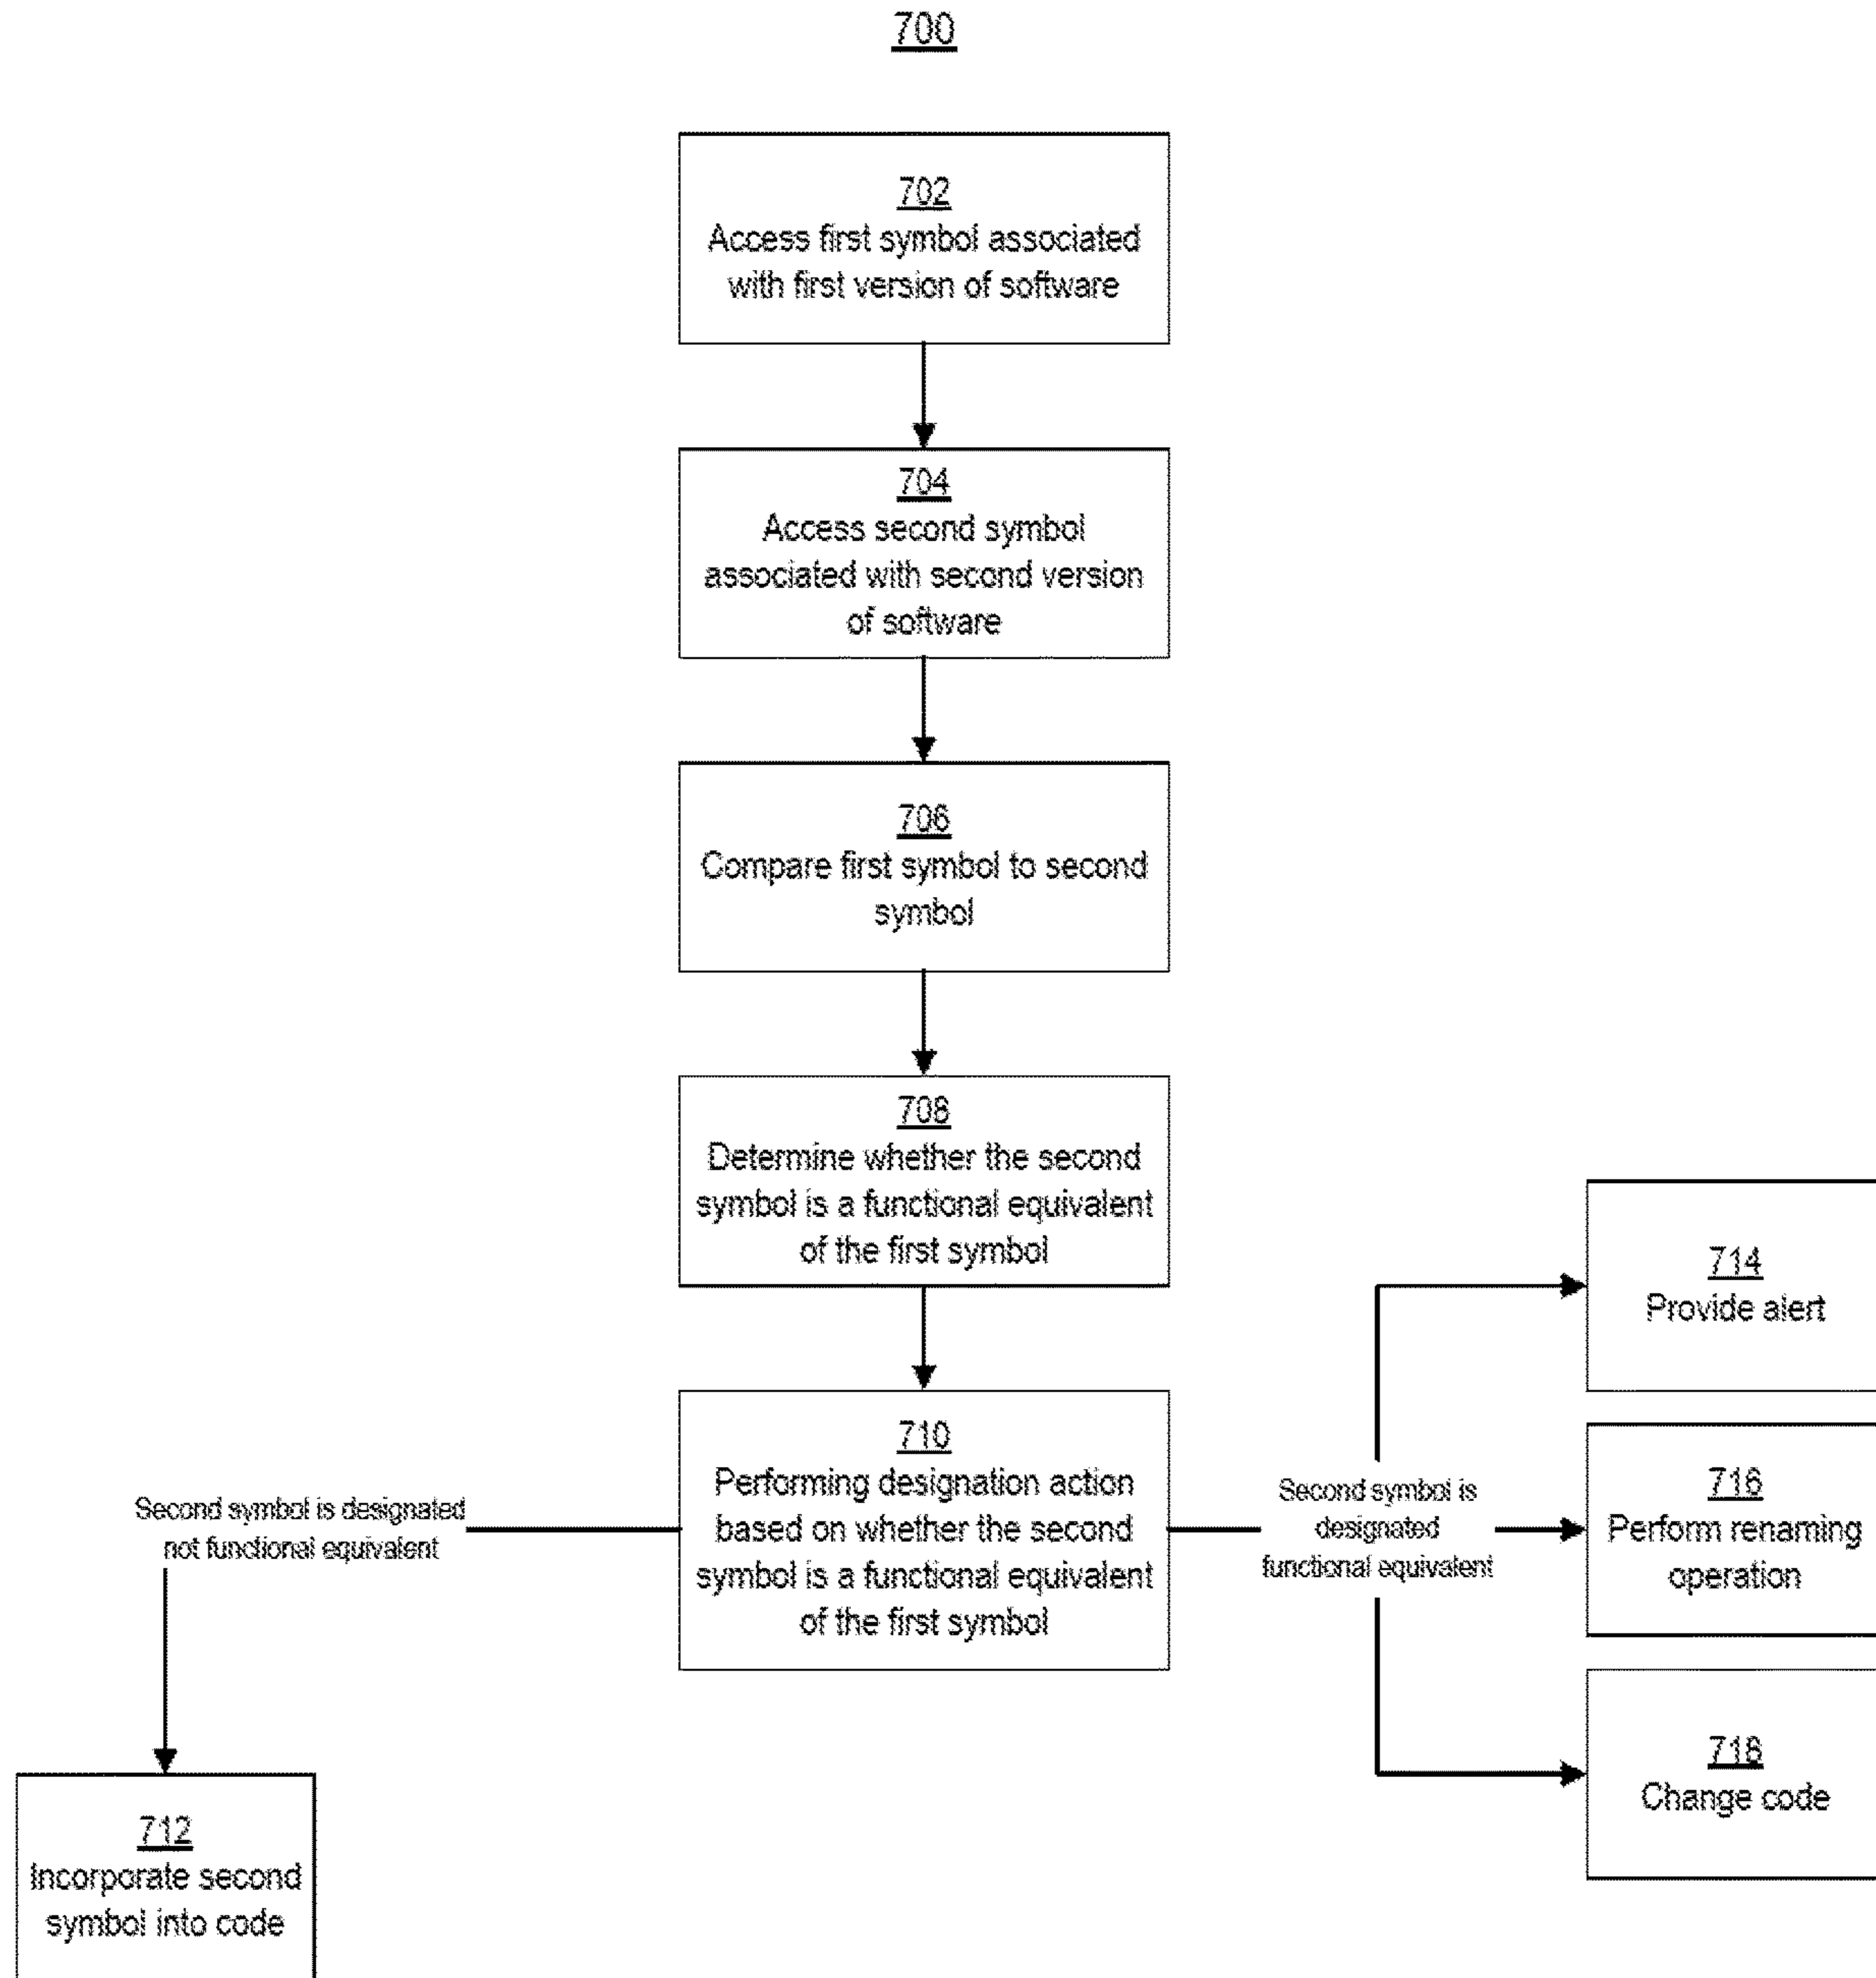 700
702
Access first symbol associated
with first version of software
704
Access second symbol
associated with second version
of software
706
Compare first symbol to second
symbol
708
Determine whether the second
symbol is a functional equivalent
of the first symbol
710
Performing designation action
based on whether the second
symbol is a functional equivalent
of the first symbol
Second symbol is designated
not functional equivalent
712
Incorporate second
symbol into code
Second symbol is
designated
functional equivalent
714
Provide alert
716
Perform renaming
operation
718
Change code